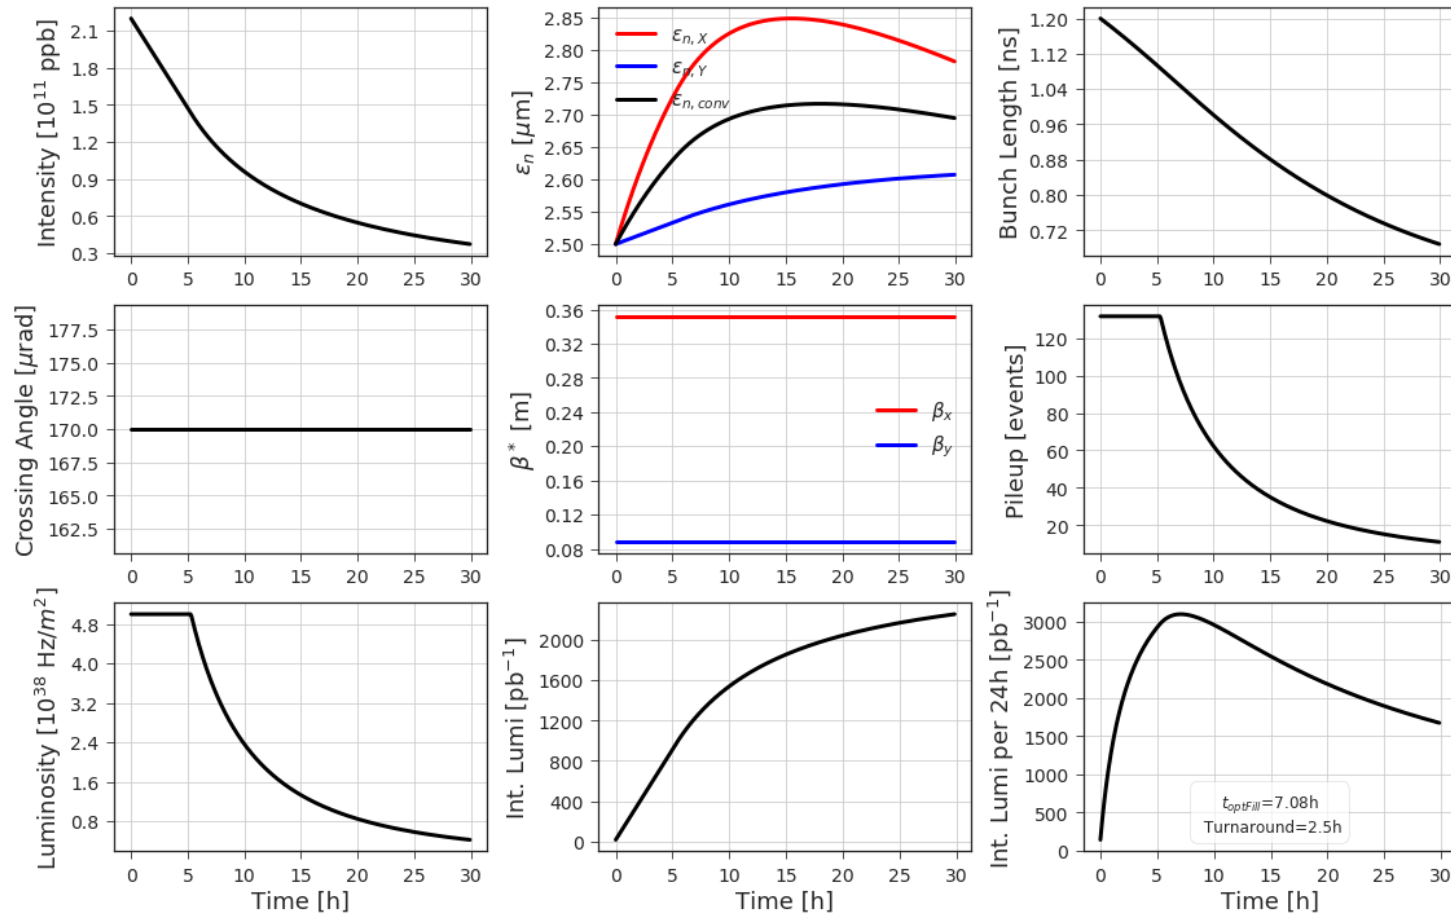 Intensity [10^11 ppb]
2.1
1.8
1.5
1.2
0.9
0.6
0.3
0 5 10 15 20 25 30
ε_n [μm]
2.85
2.80
2.75
2.70
2.65
2.60
2.55
2.50
ε_n, X
ε_n, Y
ε_n, conv
0 5 10 15 20 25 30
Bunch Length [ns]
1.20
1.12
1.04
0.96
0.88
0.80
0.72
0 5 10 15 20 25 30
Crossing Angle [μrad]
177.5
175.0
172.5
170.0
167.5
165.0
162.5
0 5 10 15 20 25 30
β* [m]
0.36
0.32
0.28
0.24
0.20
0.16
0.12
0.08
β_x
β_y
0 5 10 15 20 25 30
Pileup [events]
120
100
80
60
40
20
0 5 10 15 20 25 30
Luminosity [10^38 Hz/m^2]
4.8
4.0
3.2
2.4
1.6
0.8
0 5 10 15 20 25 30
Time [h]
Int. Lumi [pb^−1]
2000
1600
1200
800
400
0
0 5 10 15 20 25 30
Time [h]
Int. Lumi per 24h [pb^−1]
3000
2500
2000
1500
1000
500
0
t_optFill=7.08h
Turnaround=2.5h
0 5 10 15 20 25 30
Time [h]